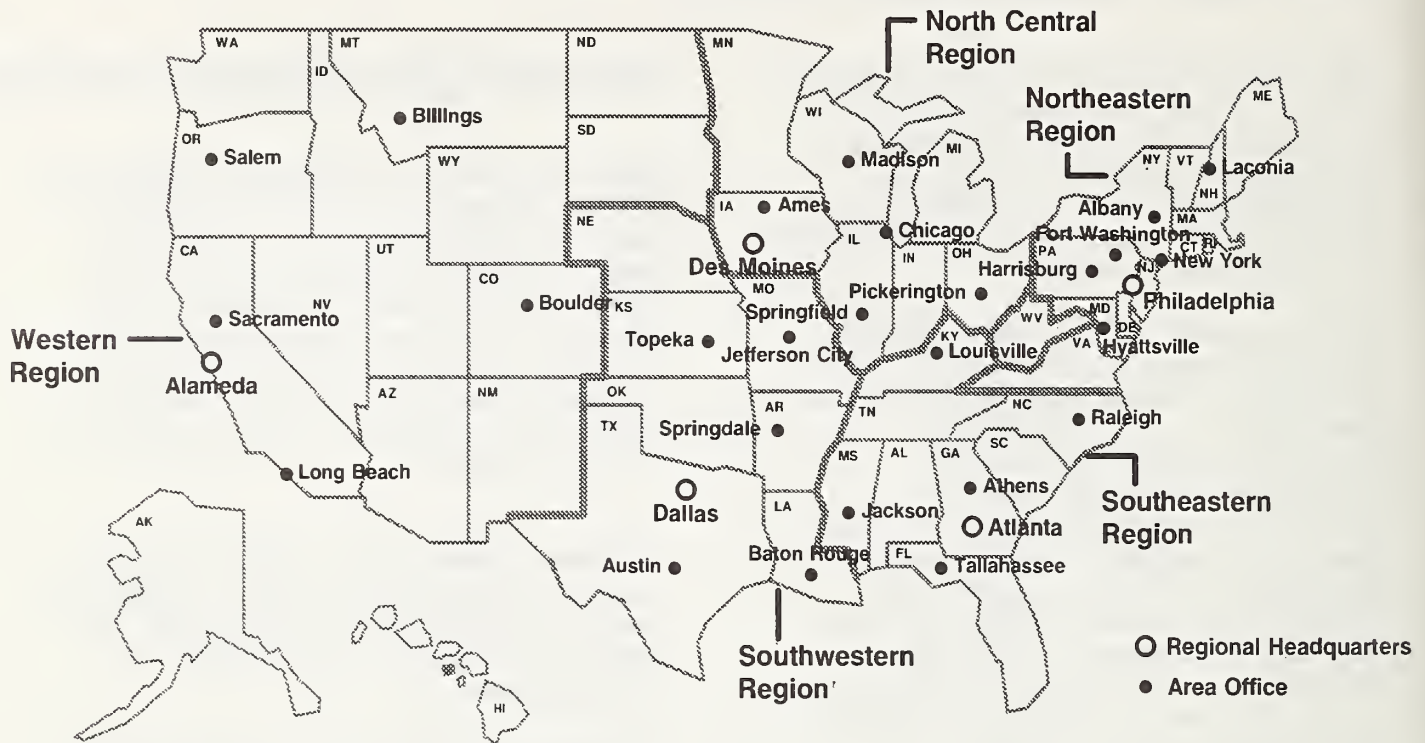 North Central
Region
Northeastern
Region
WA
MT
ID
ND
MN
WI
MI
ME
Billings
OR
Salem
SD
WY
Madison
NY
VT
Laconia
NH
IA
Ames
NE
Albany
MA
Fort Washington
CA
UT
Des Moines
IL
Chicago
IN
OH
PA
CT
RI
New York
NV
CO
Boulder
KS
MO
Pickerington
Harrisburg
NJ
Philadelphia
Western
Region
Sacramento
Topeka
Springfield
Jefferson City
KY
Louisville
WV
MD
DE
VA
Hyattsville
Alameda
AZ
NM
OK
TX
AR
TN
NC
Springdale
Raleigh
Long Beach
MS
AL
GA
SC
Athens
AK
Dallas
LA
Jackson
Atlanta
Southeastern
Region
Austin
Baton Rouge
FL
Tallahassee
Southwestern
Region
HI
Regional Headquarters
Area Office